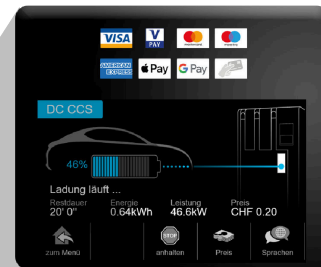 VISA
V PAY
mastercard
maestro
AMERICAN EXPRESS
Pay
G Pay
DC CCS
46%
Ladung läuft ...
Restdauer Energie Leistung Preis
20' 0" 0.64kWh 46.6kW CHF 0.20
STOP
zum Menü anhalten Preis Sprachen